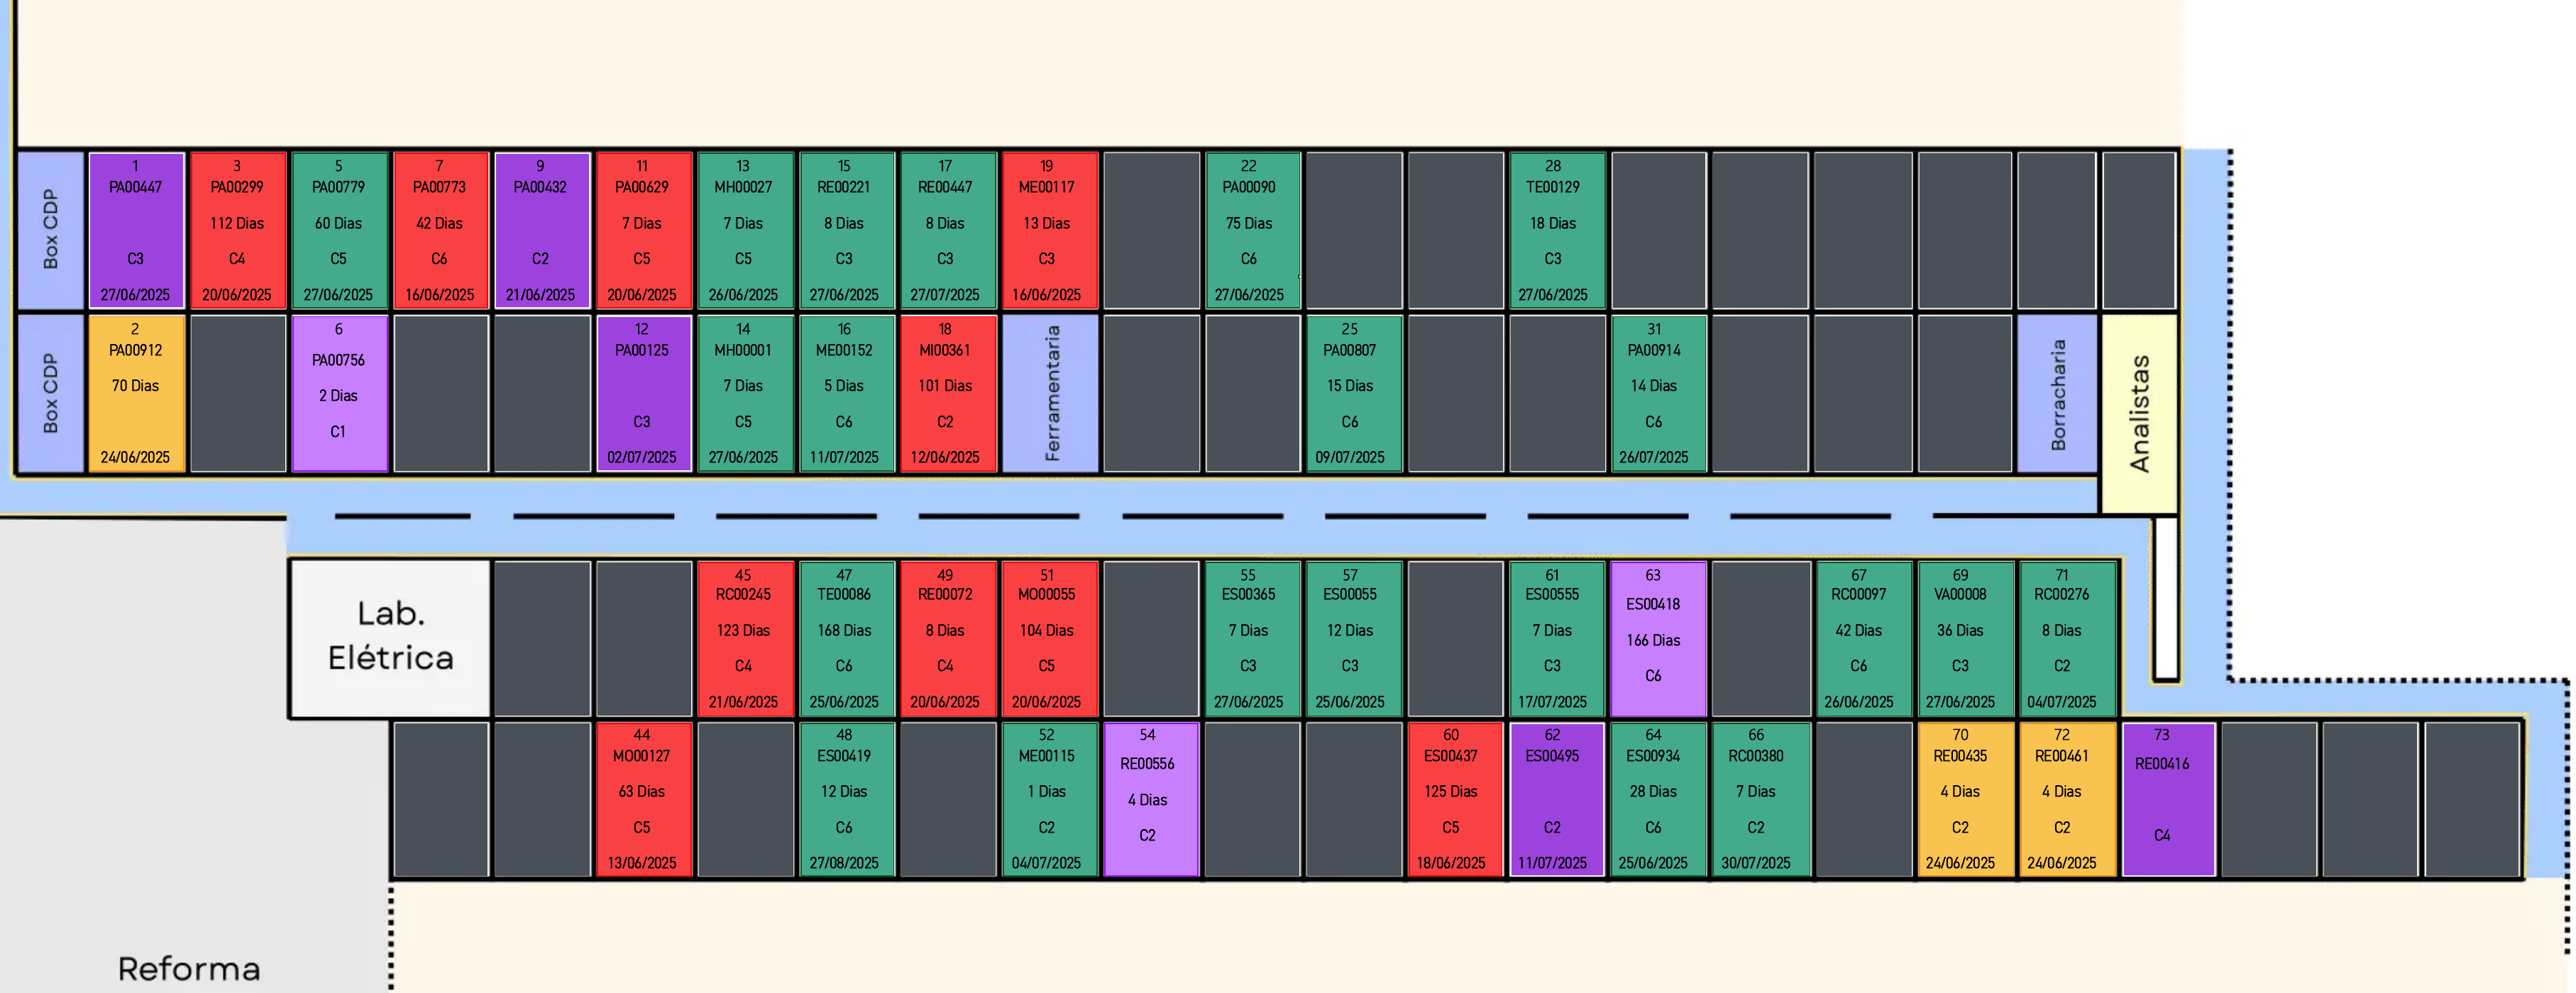 Box CDP
1
PA00447
C3
27/06/2025
3
PA00299
112 Dias
C4
20/06/2025
5
PA00779
60 Dias
C5
27/06/2025
7
PA00773
42 Dias
C6
16/06/2025
9
PA00432
C2
21/06/2025
11
PA00629
7 Dias
C5
20/06/2025
13
MH00027
7 Dias
C5
26/06/2025
15
RE00221
8 Dias
C3
27/06/2025
17
RE00447
8 Dias
C3
27/07/2025
19
ME00117
13 Dias
C3
16/06/2025
22
PA00090
75 Dias
C6
27/06/2025
28
TE00129
18 Dias
C3
27/06/2025
Box CDP
2
PA00912
70 Dias
24/06/2025
6
PA00756
2 Dias
C1
12
PA00125
C3
02/07/2025
14
MH00001
7 Dias
C5
27/06/2025
16
ME00152
5 Dias
C6
11/07/2025
18
MI00361
101 Dias
C2
12/06/2025
Ferramentaria
25
PA00807
15 Dias
C6
09/07/2025
31
PA00914
14 Dias
C6
26/07/2025
Borracharia
Analistas
Lab.
Elétrica
45
RC00245
123 Dias
C4
21/06/2025
47
TE00086
168 Dias
C6
25/06/2025
49
RE00072
8 Dias
C4
20/06/2025
51
MO00055
104 Dias
C5
20/06/2025
55
ES00365
7 Dias
C3
27/06/2025
57
ES00055
12 Dias
C3
25/06/2025
61
ES00555
7 Dias
C3
17/07/2025
63
ES00418
166 Dias
C6
67
RC00097
42 Dias
C6
26/06/2025
69
VA00008
36 Dias
C3
27/06/2025
71
RC00276
8 Dias
C2
04/07/2025
44
MO00127
63 Dias
C5
13/06/2025
48
ES00419
12 Dias
C6
27/08/2025
52
ME00115
1 Dias
C2
04/07/2025
54
RE00556
4 Dias
C2
60
ES00437
125 Dias
C5
18/06/2025
62
ES00495
C2
11/07/2025
64
ES00934
28 Dias
C6
25/06/2025
66
RC00380
7 Dias
C2
30/07/2025
70
RE00435
4 Dias
C2
24/06/2025
72
RE00461
4 Dias
C2
24/06/2025
73
RE00416
C4
Reforma